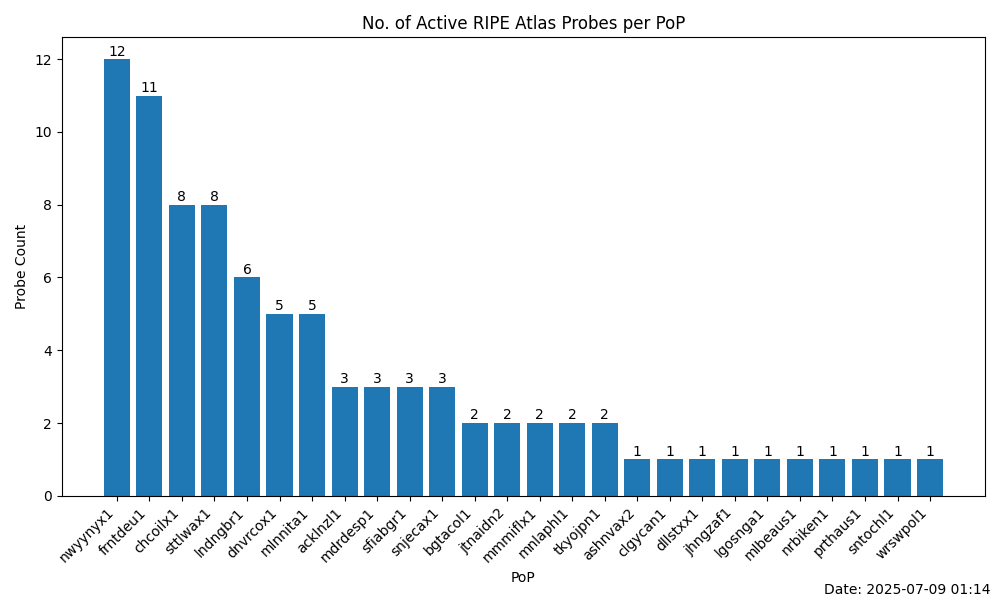 No. of Active RIPE Atlas Probes per PoP
Probe Count
12
10
8
6
4
2
0
12 11 8 8 6 5 5 3 3 3 3 2 2 2 2 2 1 1 1 1 1 1 1 1 1 1
nwyynyx1 frntdeu1 chcoilx1 sttlwax1 lndngbr1 dnvrcox1 mlnnita1 acklnzl1 mdrdesp1 sfiabgr1 snjecax1 bgtacol1 jtnaidn2 mmmiflx1 mnlaphl1 tkyojpn1 ashnvax2 clgycan1 dllstxx1 jhngzaf1 lgosnga1 mlbeaus1 nrbiken1 prthaus1 sntochl1 wrswpol1
PoP
Date: 2025-07-09 01:14